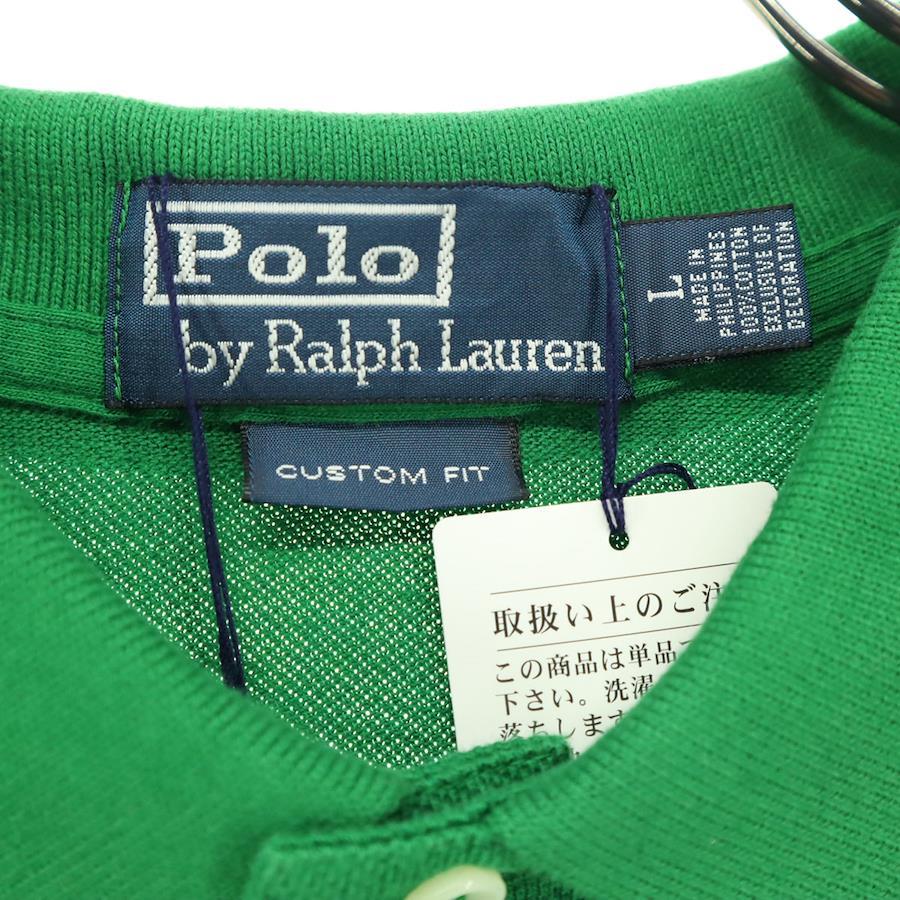 Polo
by Ralph Lauren
L
MADE IN
PHILIPPINES
100% COTTON
EXCLUSIVE OF
DECORATION
CUSTOM FIT
取扱い上のご注
この商品は単品で
下さい。洗濯
落ちします